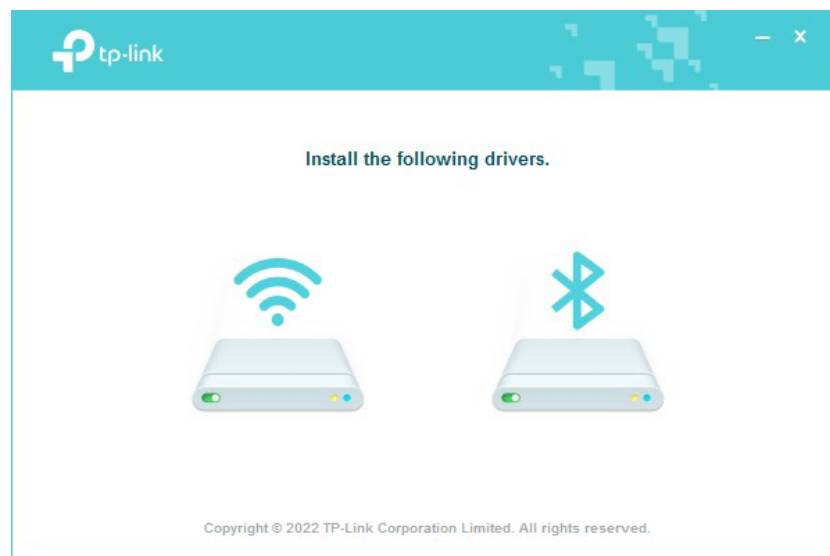 tp-link
Install the following drivers.
Copyright © 2022 TP-Link Corporation Limited. All rights reserved.